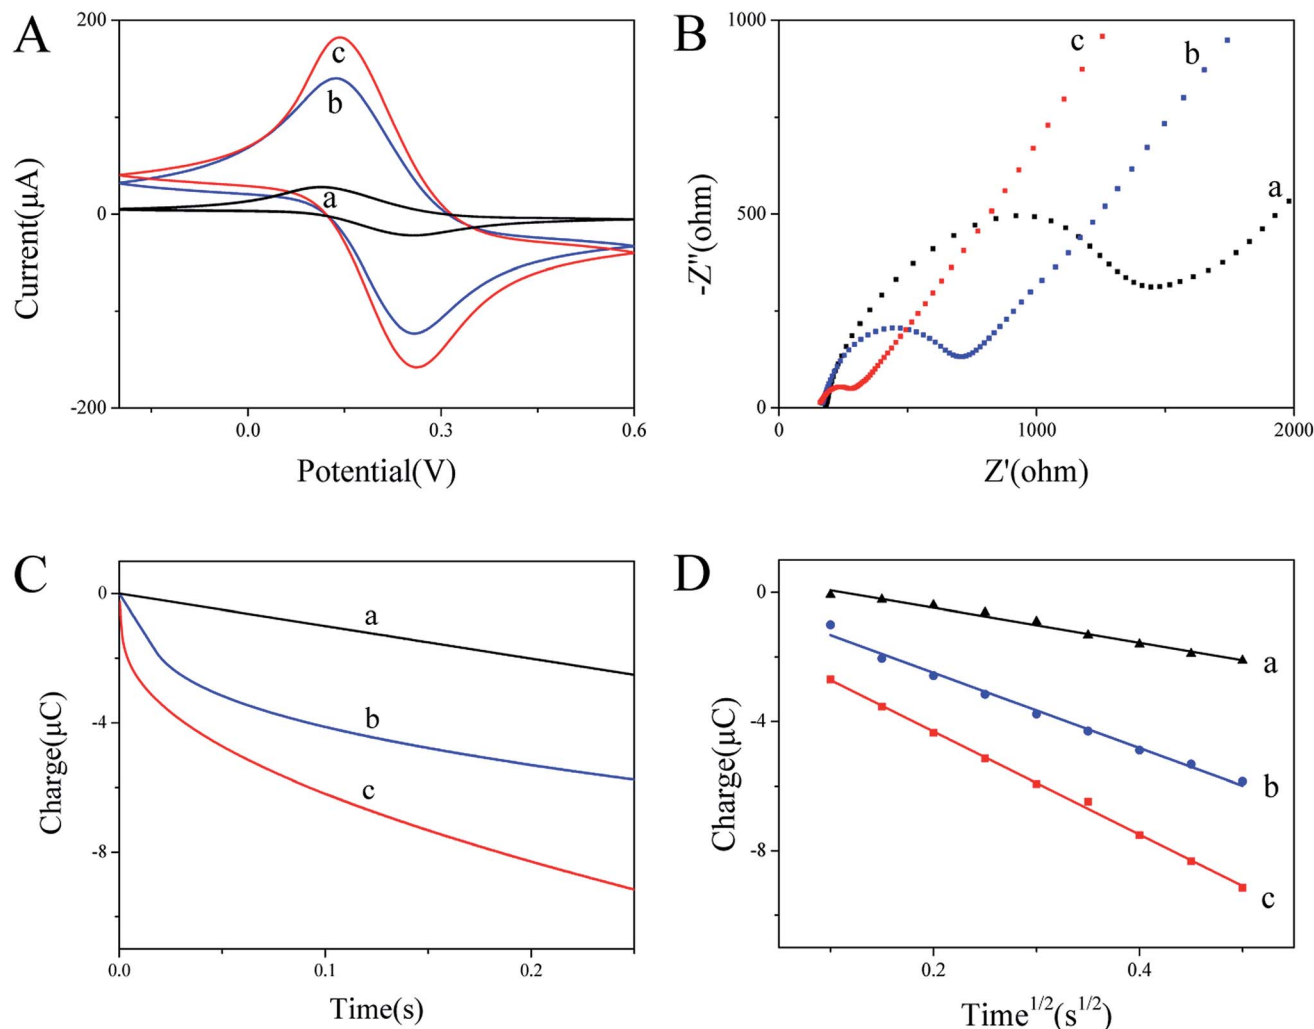 A
200
0
-200
0.0
0.3
0.6
Current(μA)
Potential(V)
c
b
a
B
1000
500
0
0
1000
2000
-Z"(ohm)
Z'(ohm)
c
b
a
C
0
-4
-8
0.0
0.1
0.2
Charge(μC)
Time(s)
a
b
c
D
0
-4
-8
0.2
0.4
Charge(μC)
Time1/2(s1/2)
a
b
c